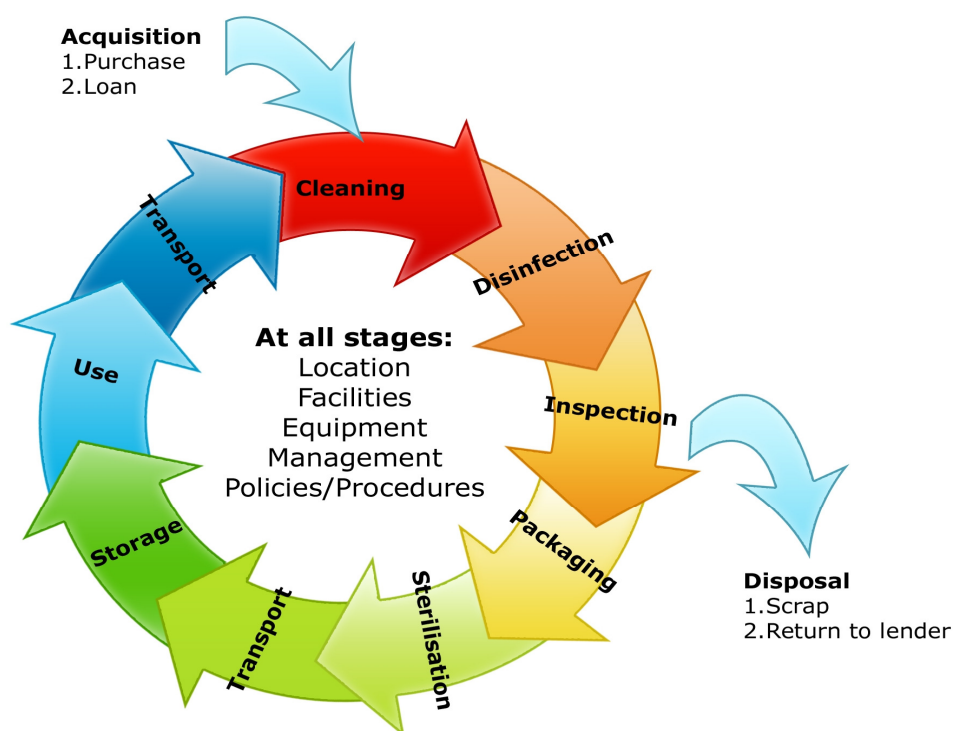 Acquisition
1.Purchase
2.Loan
Cleaning
Disinfection
Inspection
Packaging
Sterilisation
Transport
Storage
Use
Transport
At all stages:
Location
Facilities
Equipment
Management
Policies/Procedures
Disposal
1.Scrap
2.Return to lender